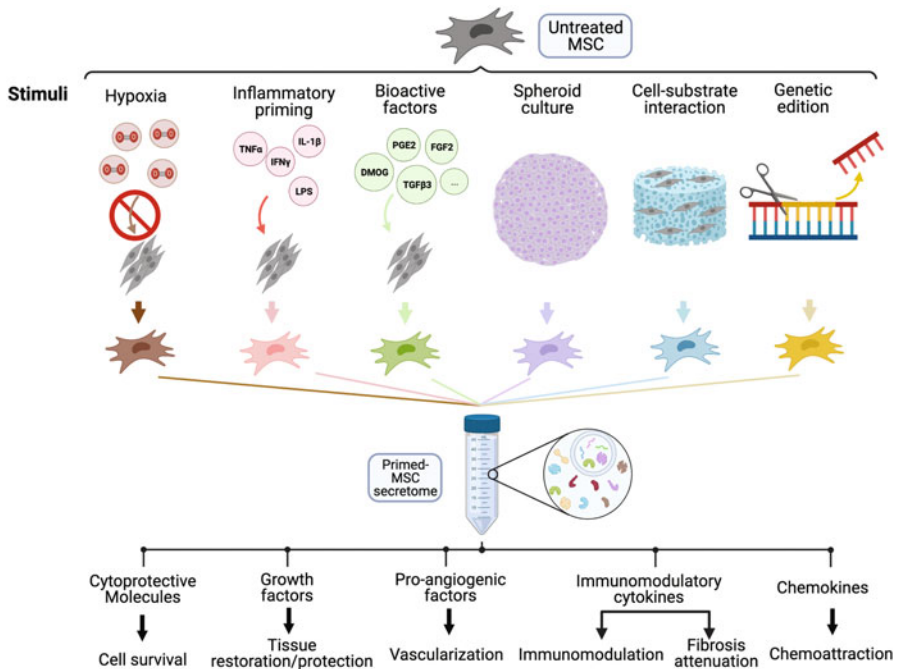 Untreated
MSC
Stimuli
Hypoxia
Inflammatory
priming
Bioactive
factors
Spheroid
culture
Cell-substrate
interaction
Genetic
edition
TNFα
IFNγ
IL-1β
LPS
DMOG
PGE2
FGF2
TGFβ3
...
Primed-
MSC
secretome
Cytoprotective
Molecules
Growth
factors
Pro-angiogenic
factors
Immunomodulatory
cytokines
Chemokines
Cell survival
Tissue
restoration/protection
Vascularization
Immunomodulation
Fibrosis
attenuation
Chemoattraction